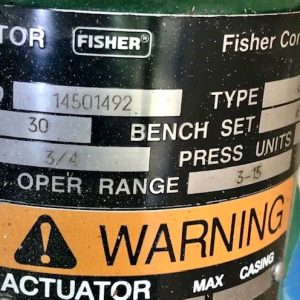 TOR FISHER® Fisher Con
14501492 TYPE
30 BENCH SET
3/4 PRESS UNITS
OPER RANGE 3-15
WARNING
ACTUATOR MAX CASING